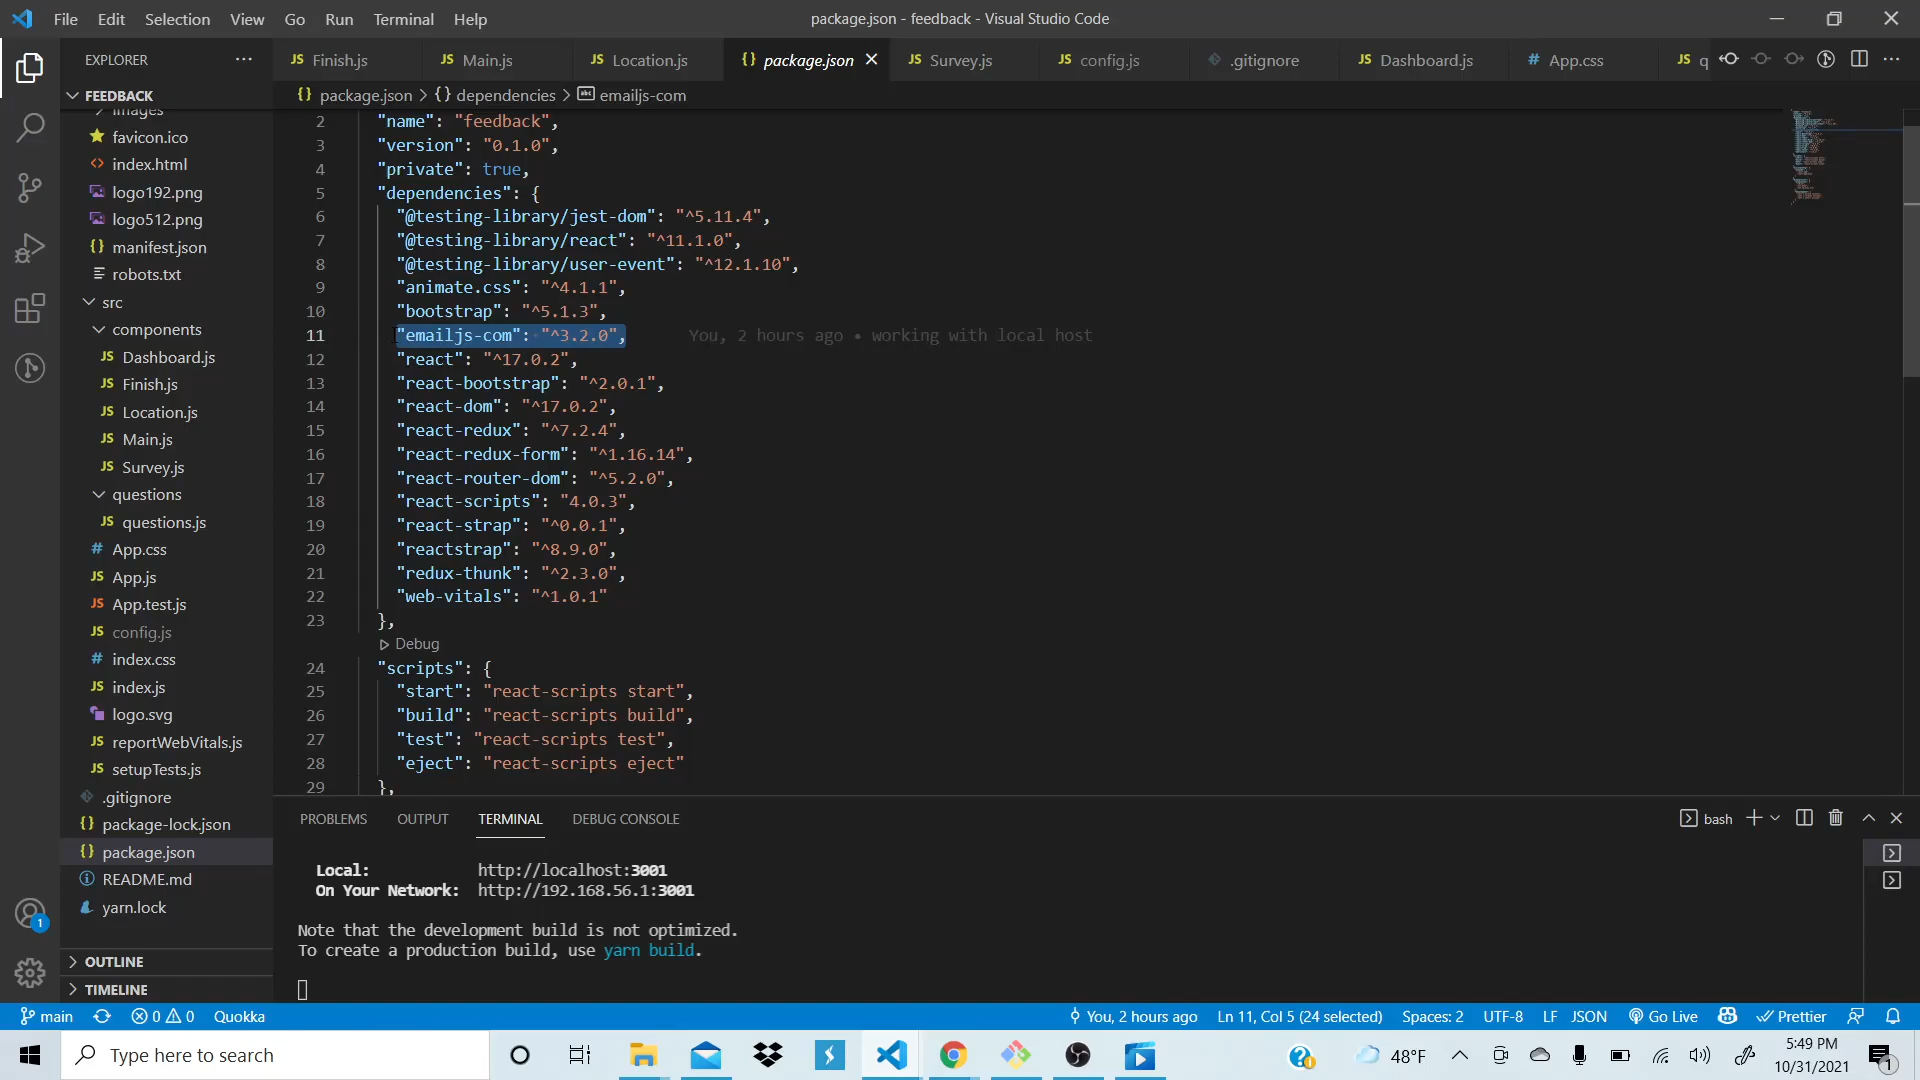 File Edit Selection View Go Run Terminal Help
package.json - feedback - Visual Studio Code
EXPLORER
Finish.js
Main.js
Location.js
package.json
Survey.js
config.js
.gitignore
Dashboard.js
App.css
JS q
FEEDBACK
package.json > {} dependencies > emailjs-com
images
favicon.ico
index.html
logo192.png
logo512.png
manifest.json
robots.txt
src
components
Dashboard.js
Finish.js
Location.js
Main.js
Survey.js
questions
questions.js
App.css
App.js
App.test.js
config.js
index.css
index.js
logo.svg
reportWebVitals.js
setupTests.js
.gitignore
package-lock.json
package.json
README.md
yarn.lock
OUTLINE
TIMELINE
2 "name": "feedback",
3 "version": "0.1.0",
4 "private": true,
5 "dependencies": {
6 "@testing-library/jest-dom": "^5.11.4",
7 "@testing-library/react": "^11.1.0",
8 "@testing-library/user-event": "^12.1.10",
9 "animate.css": "^4.1.1",
10 "bootstrap": "^5.1.3",
11 "emailjs-com": "^3.2.0", You, 2 hours ago • working with local host
12 "react": "^17.0.2",
13 "react-bootstrap": "^2.0.1",
14 "react-dom": "^17.0.2",
15 "react-redux": "^7.2.4",
16 "react-redux-form": "^1.16.14",
17 "react-router-dom": "^5.2.0",
18 "react-scripts": "4.0.3",
19 "react-strap": "^0.0.1",
20 "reactstrap": "^8.9.0",
21 "redux-thunk": "^2.3.0",
22 "web-vitals": "^1.0.1"
23 },
Debug
24 "scripts": {
25 "start": "react-scripts start",
26 "build": "react-scripts build",
27 "test": "react-scripts test",
28 "eject": "react-scripts eject"
29 },
PROBLEMS OUTPUT TERMINAL DEBUG CONSOLE
bash
Local: http://localhost:3001
On Your Network: http://192.168.56.1:3001
Note that the development build is not optimized.
To create a production build, use yarn build.
main 0 0 Quokka
You, 2 hours ago Ln 11, Col 5 (24 selected) Spaces: 2 UTF-8 LF JSON Go Live Prettier
Type here to search
48°F
5:49 PM
10/31/2021
1